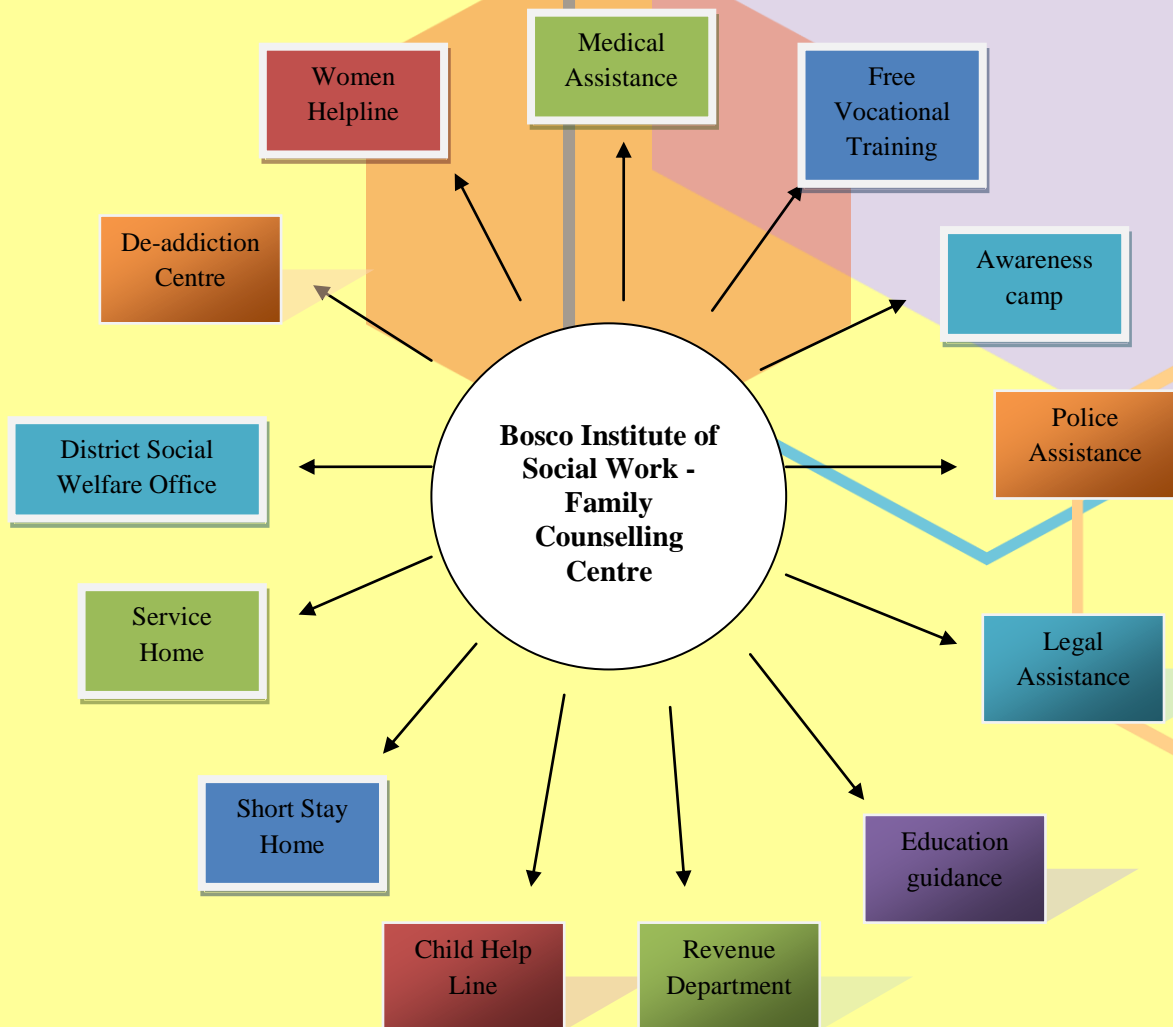 Medical
Assistance
Women
Helpline
Free
Vocational
Training
De-addiction
Centre
Awareness
camp
Police
Assistance
District Social
Welfare Office
Bosco Institute of
Social Work -
Family
Counselling
Centre
Service
Home
Legal
Assistance
Short Stay
Home
Education
guidance
Child Help
Line
Revenue
Department